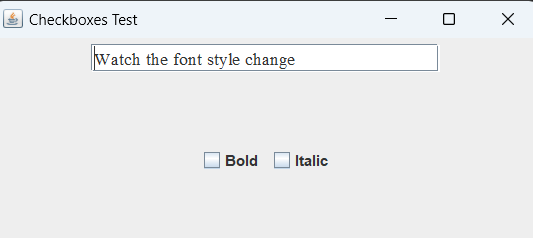 Checkboxes Test
Watch the font style change
Bold Italic